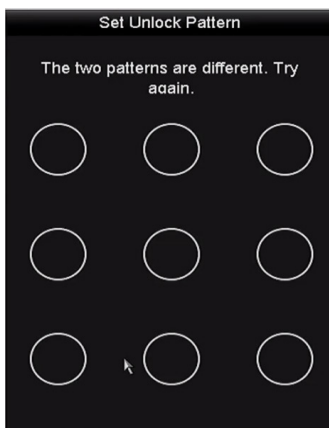 Set Unlock Pattern
The two patterns are different. Try
again.